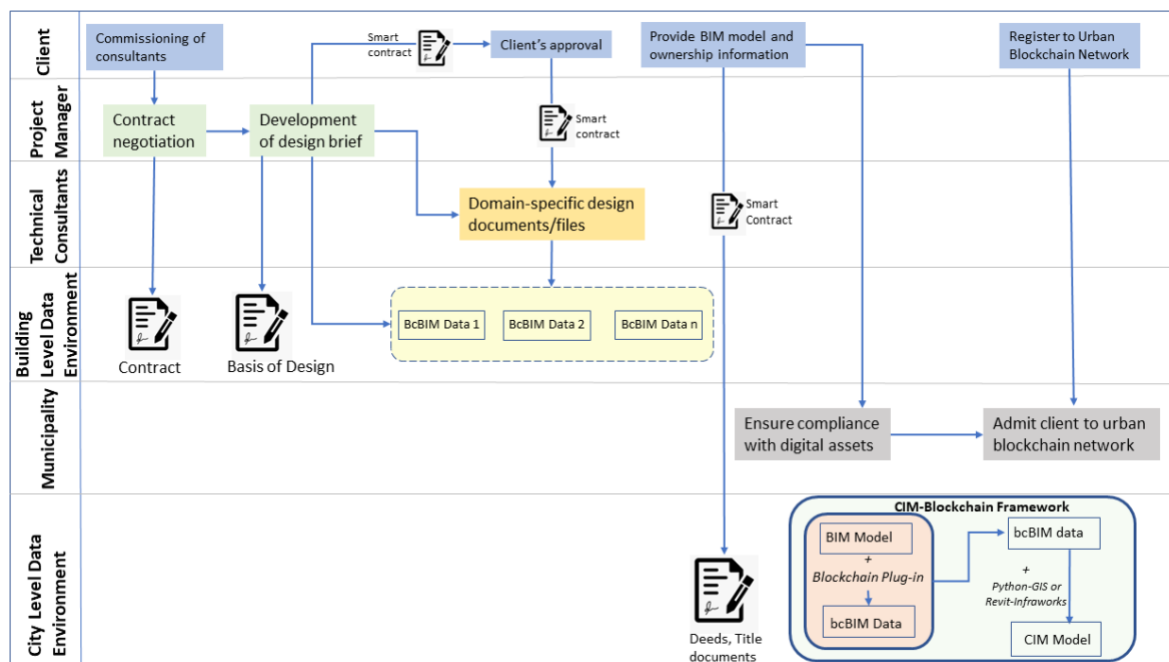 Client
Commissioning of
consultants
Smart
contract
Client's approval
Provide BIM model and
ownership information
Register to Urban
Blockchain Network
Project
Manager
Contract
negotiation
Development
of design brief
Smart
contract
Technical
Consultants
Domain-specific design
documents/files
Smart
Contract
Building
Level Data
Environment
Contract
Basis of Design
BcBIM Data 1
BcBIM Data 2
BcBIM Data n
Municipality
Ensure compliance
with digital assets
Admit client to urban
blockchain network
City Level Data
Environment
Deeds, Title
documents
CIM-Blockchain Framework
BIM Model
+
Blockchain Plug-in
bcBIM Data
bcBIM data
+
Python-GIS or
Revit-Infraworks
CIM Model